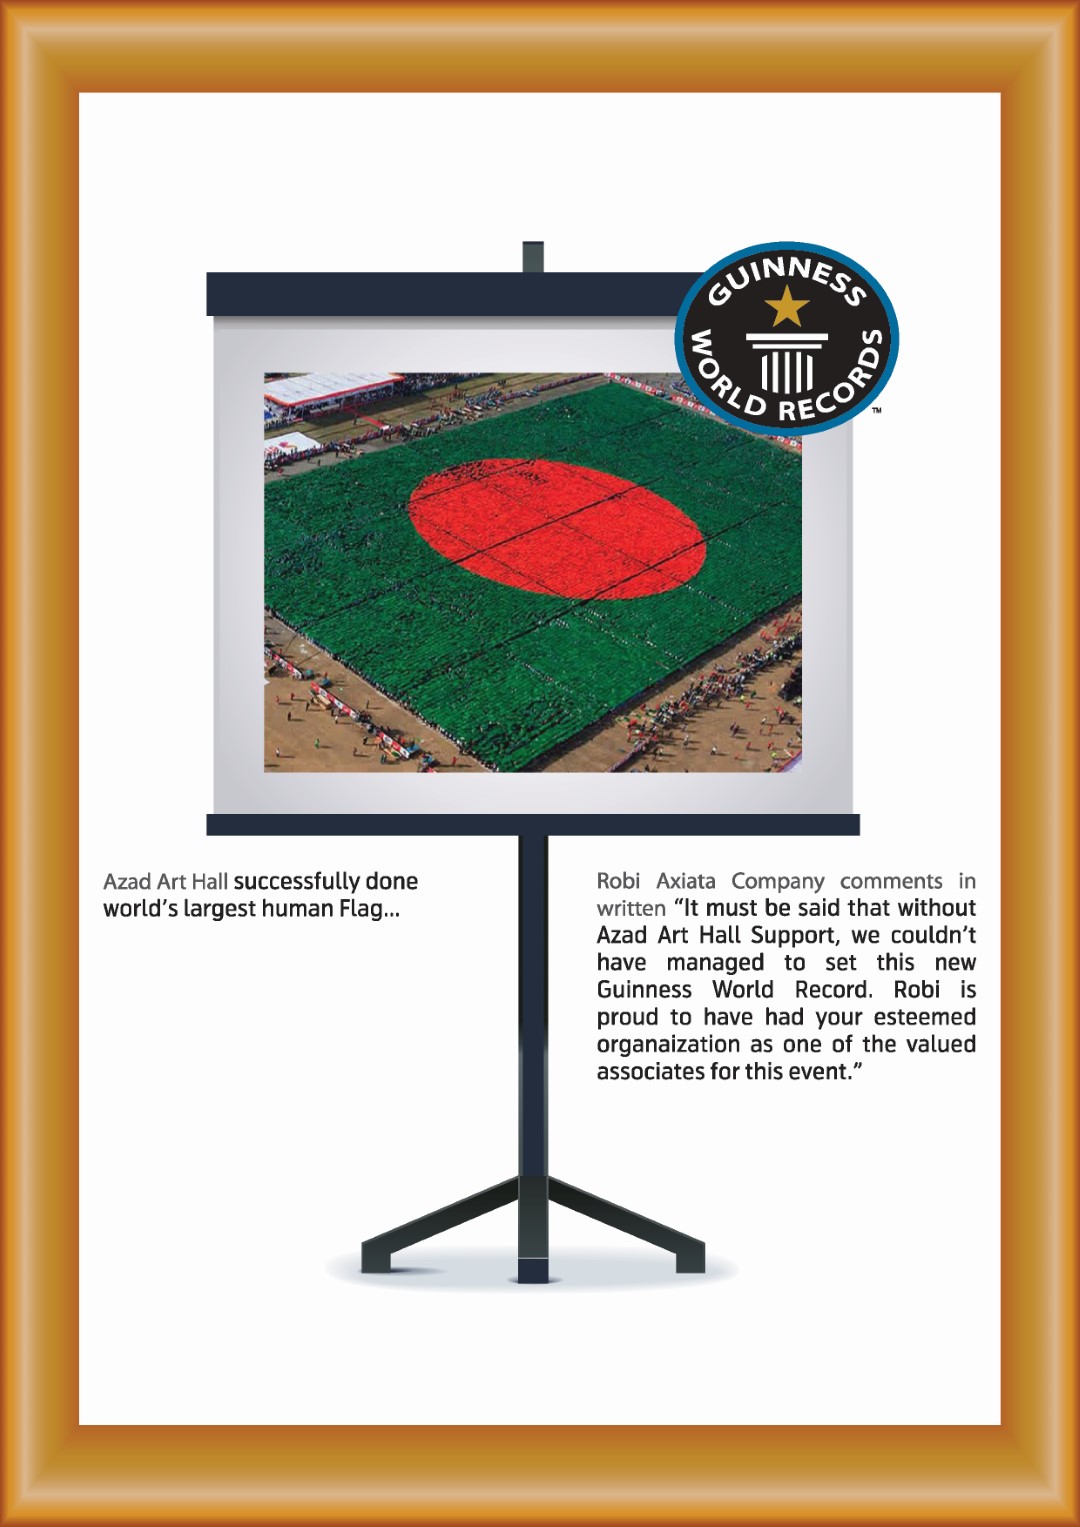 GUINNESS
WORLD RECORDS
™
Azad Art Hall successfully done
world's largest human Flag...
Robi Axiata Company comments in
written “It must be said that without
Azad Art Hall Support, we couldn't
have managed to set this new
Guinness World Record. Robi is
proud to have had your esteemed
organaization as one of the valued
associates for this event.”